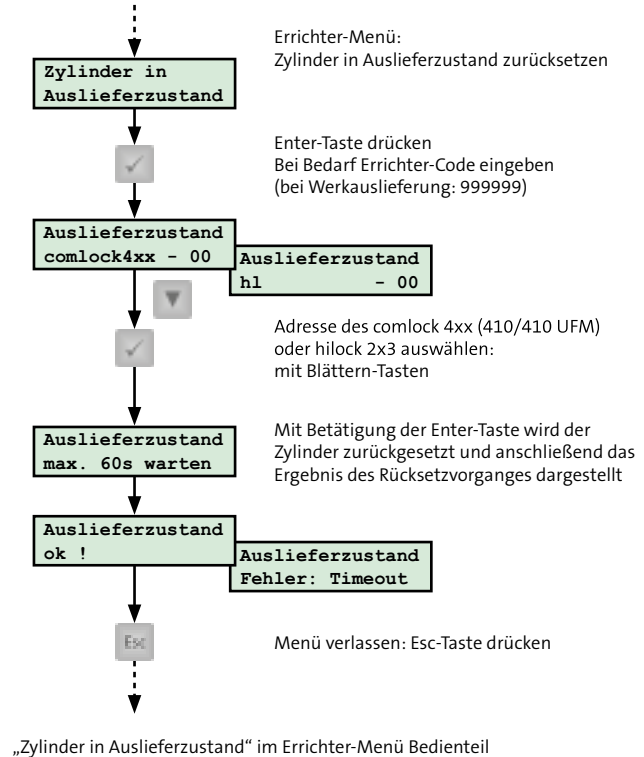 Errichter-Menü:
Zylinder in Auslieferzustand zurücksetzen
Zylinder in
Auslieferzustand
Enter-Taste drücken
Bei Bedarf Errichter-Code eingeben
(bei Werkauslieferung: 999999)
Auslieferzustand
comlock4xx - 00
Auslieferzustand
hl - 00
Adresse des comlock 4xx (410/410 UFM)
oder hilock 2x3 auswählen:
mit Blättern-Tasten
Auslieferzustand
max. 60s warten
Mit Betätigung der Enter-Taste wird der
Zylinder zurückgesetzt und anschließend das
Ergebnis des Rücksetzvorganges dargestellt
Auslieferzustand
ok !
Auslieferzustand
Fehler: Timeout
Esc
Menü verlassen: Esc-Taste drücken
„Zylinder in Auslieferzustand“ im Errichter-Menü Bedienteil